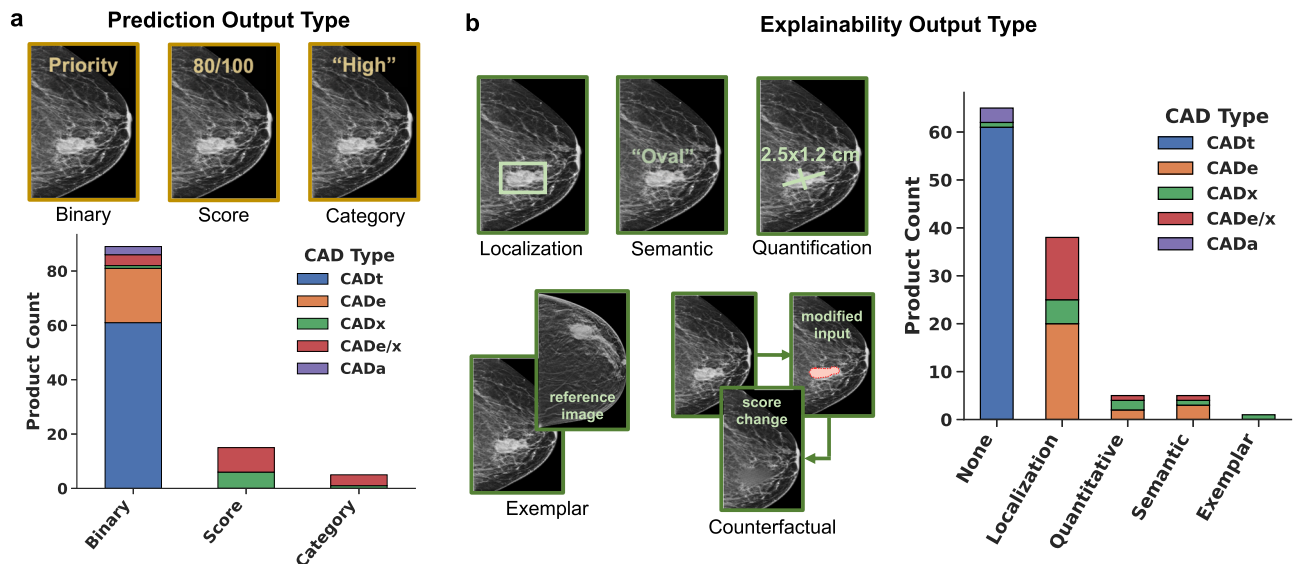 a
Prediction Output Type
Priority
80/100
“High”
Binary
Score
Category
Product Count
80
60
40
20
0
CAD Type
CADt
CADe
CADx
CADe/x
CADa
Binary
Score
Category
b
Explainability Output Type
“Oval”
2.5x1.2 cm
Localization
Semantic
Quantification
reference
image
Exemplar
modified
input
score
change
Counterfactual
Product Count
60
50
40
30
20
10
0
CAD Type
CADt
CADe
CADx
CADe/x
CADa
None
Localization
Quantitative
Semantic
Exemplar